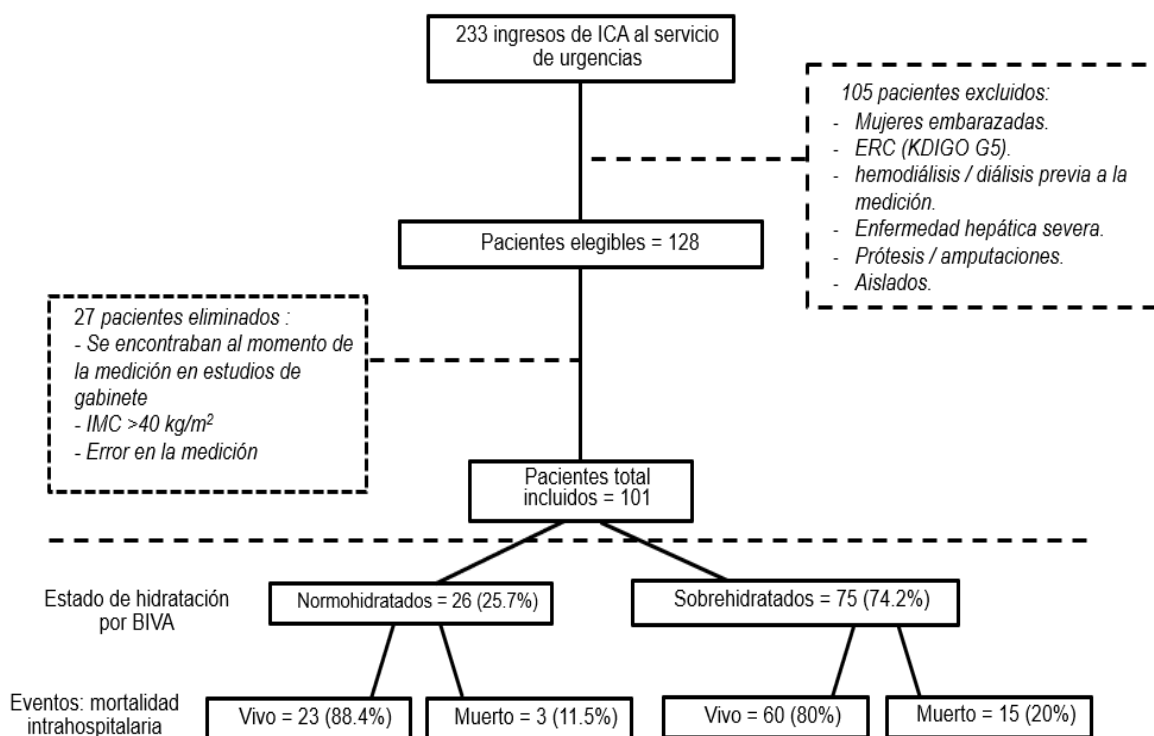 233 ingresos de ICA al servicio
de urgencias
105 pacientes excluidos:
- Mujeres embarazadas.
- ERC (KDIGO G5).
- hemodiálisis / diálisis previa a la
medición.
- Enfermedad hepática severa.
- Prótesis / amputaciones.
- Aislados.
Pacientes elegibles = 128
27 pacientes eliminados :
- Se encontraban al momento de
la medición en estudios de
gabinete
- IMC >40 kg/m²
- Error en la medición
Pacientes total
incluidos = 101
Estado de hidratación
por BIVA
Normohidratados = 26 (25.7%)
Sobrehidratados = 75 (74.2%)
Eventos: mortalidad
intrahospitalaria
Vivo = 23 (88.4%)
Muerto = 3 (11.5%)
Vivo = 60 (80%)
Muerto = 15 (20%)